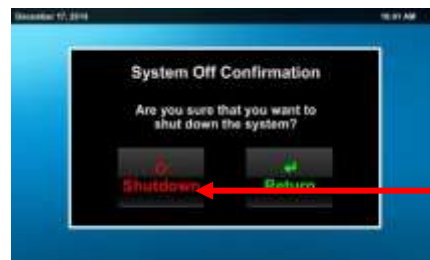 December 17, 2014
10:01 AM
System Off Confirmation
Are you sure that you want to
shut down the system?
Shutdown
Return